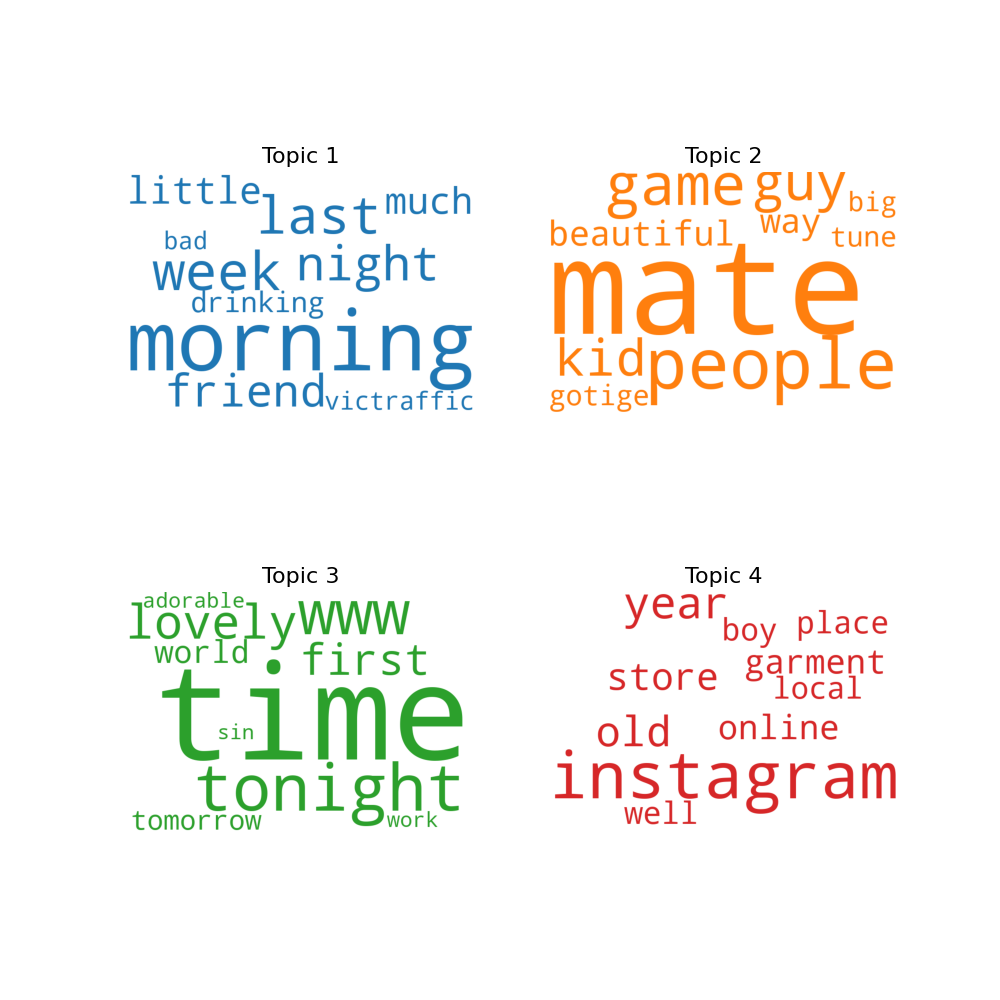 Topic 1
little
last
much
bad
week
night
drinking
morning
friend
victraffic
Topic 2
game
guy
big
beautiful
way
tune
mate
kid
people
gotige
Topic 3
adorable
lovely
www
world
first
time
sin
tonight
tomorrow
work
Topic 4
year
boy
place
store
garment
local
old
online
instagram
well